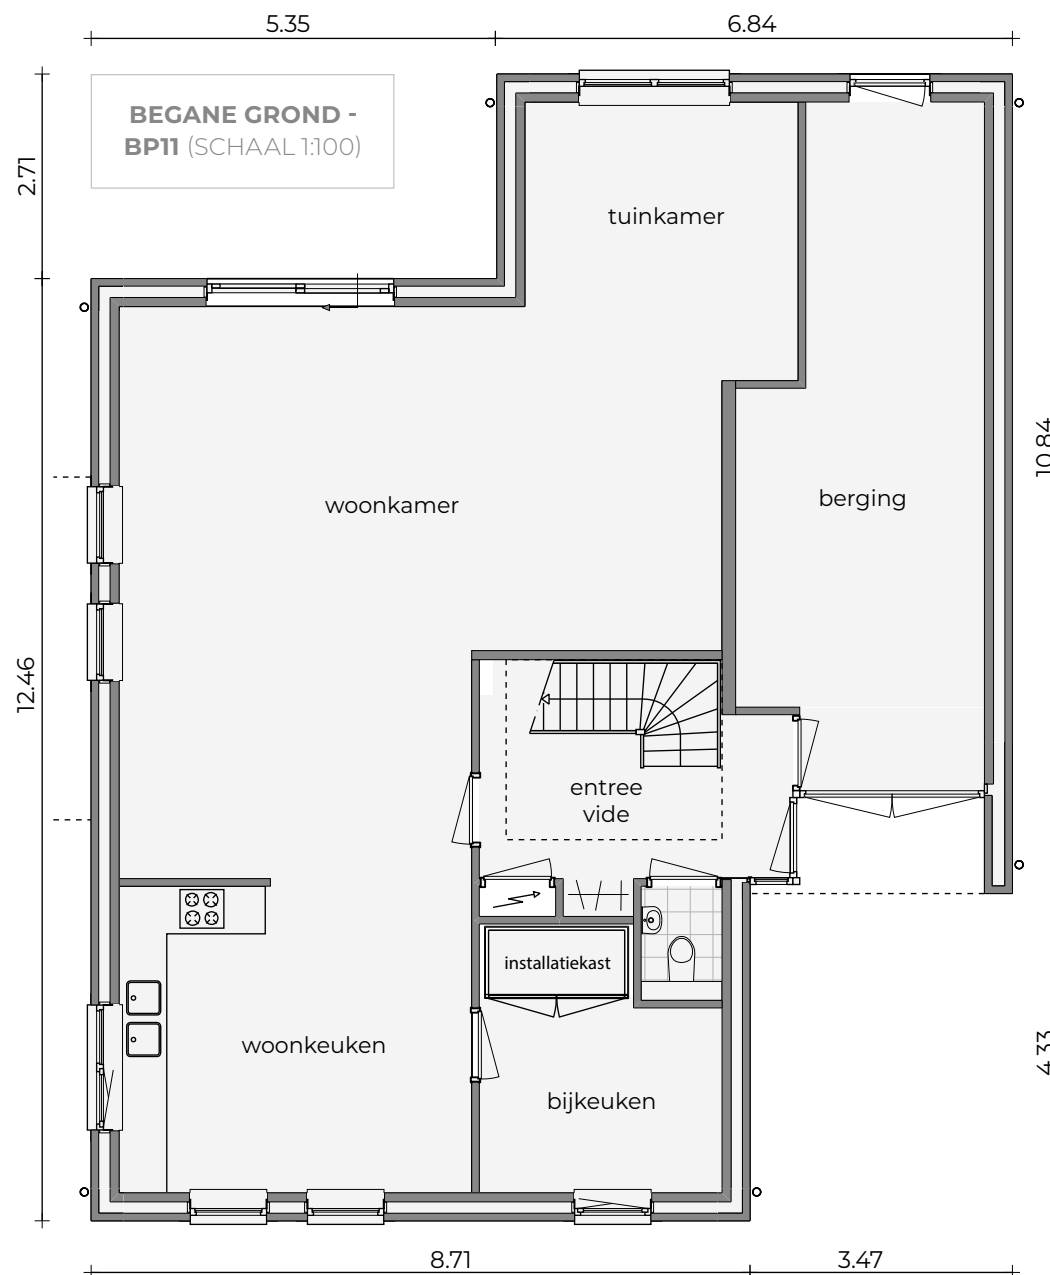 5.35
6.84
BEGANE GROND -
BP11 (SCHAAL 1:100)
2.71
tuinkamer
10.84
berging
woonkamer
12.46
entree
vide
installatiekast
woonkeuken
4.33
bijkeuken
8.71
3.47